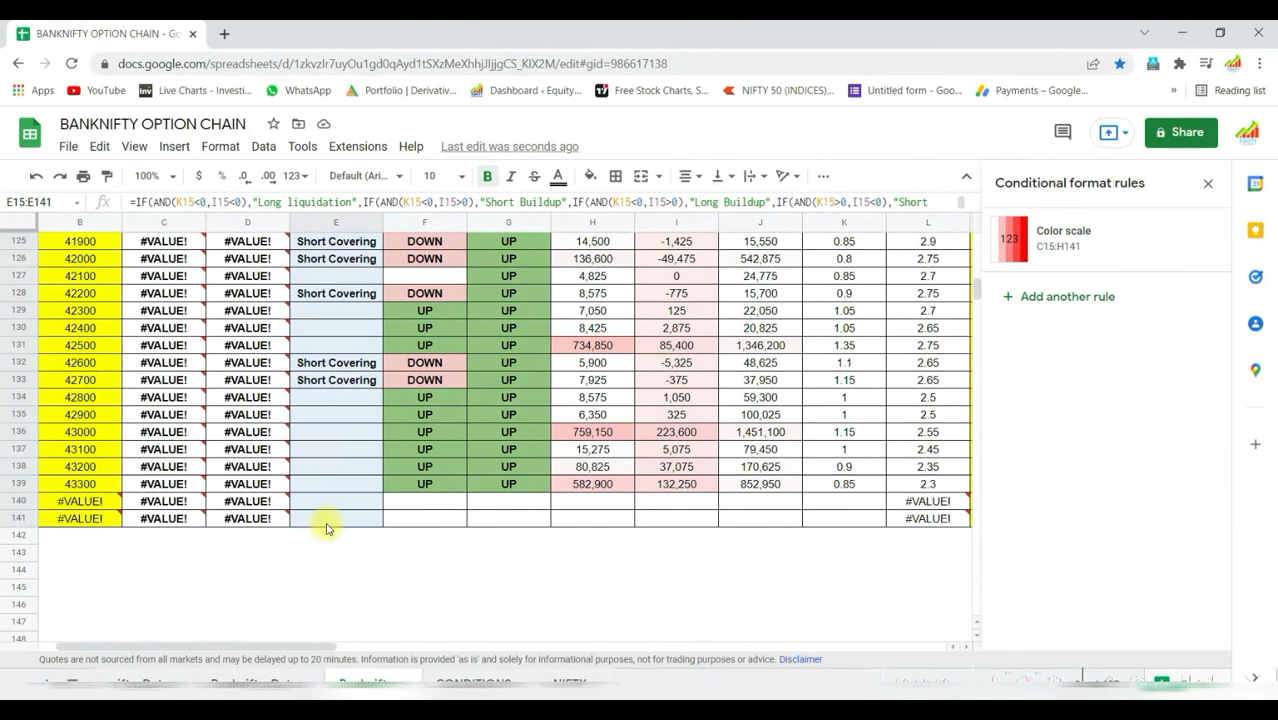 BANKNIFTY OPTION CHAIN - Go
docs.google.com/spreadsheets/d/1zkvzIr7uyOu1gd0qAyd1tSXzMeXhhjIJjjgCS_KIX2M/edit#gid=986617138
Apps YouTube Live Charts - Investi... WhatsApp Portfolio | Derivativ... Dashboard ‹ Equity... Free Stock Charts, S... NIFTY 50 (INDICES)... Untitled form - Goo... Payments – Google... » Reading list
BANKNIFTY OPTION CHAIN
Share
File Edit View Insert Format Data Tools Extensions Help Last edit was seconds ago
100% $ % .0 .00 123 Default (Ari... 10 B I S A
Conditional format rules
E15:E141 fx =IF(AND(K15<0,I15<0),"Long liquidation",IF(AND(K15<0,I15>0),"Short Buildup",IF(AND(K15>0,I15>0),"Long Buildup",IF(AND(K15>0,I15<0),"Short
B C D E F G H I J K L
123 Color scale
C15:H141
Add another rule
125 41900 #VALUE! #VALUE! Short Covering DOWN UP 14,500 -1,425 15,550 0.85 2.9
126 42000 #VALUE! #VALUE! Short Covering DOWN UP 136,600 -49,475 542,875 0.8 2.75
127 42100 #VALUE! #VALUE! UP 4,825 0 24,775 0.85 2.7
128 42200 #VALUE! #VALUE! Short Covering DOWN UP 8,575 -775 15,700 0.9 2.75
129 42300 #VALUE! #VALUE! UP UP 7,050 125 22,050 1.05 2.7
130 42400 #VALUE! #VALUE! UP UP 8,425 2,875 20,825 1.05 2.65
131 42500 #VALUE! #VALUE! UP UP 734,850 85,400 1,346,200 1.35 2.75
132 42600 #VALUE! #VALUE! Short Covering DOWN UP 5,900 -5,325 48,625 1.1 2.65
133 42700 #VALUE! #VALUE! Short Covering DOWN UP 7,925 -375 37,950 1.15 2.65
134 42800 #VALUE! #VALUE! UP UP 8,575 1,050 59,300 1 2.5
135 42900 #VALUE! #VALUE! UP UP 6,350 325 100,025 1 2.5
136 43000 #VALUE! #VALUE! UP UP 759,150 223,600 1,451,100 1.15 2.55
137 43100 #VALUE! #VALUE! UP UP 15,275 5,075 79,450 1 2.45
138 43200 #VALUE! #VALUE! UP UP 80,825 37,075 170,625 0.9 2.35
139 43300 #VALUE! #VALUE! UP UP 582,900 132,250 852,950 0.85 2.3
140 #VALUE! #VALUE! #VALUE! #VALUE!
141 #VALUE! #VALUE! #VALUE! #VALUE!
142
143
144
145
146
147
148
Quotes are not sourced from all markets and may be delayed up to 20 minutes. Information is provided 'as is' and solely for informational purposes, not for trading purposes or advice. Disclaimer
CONDITIONS NIFTY